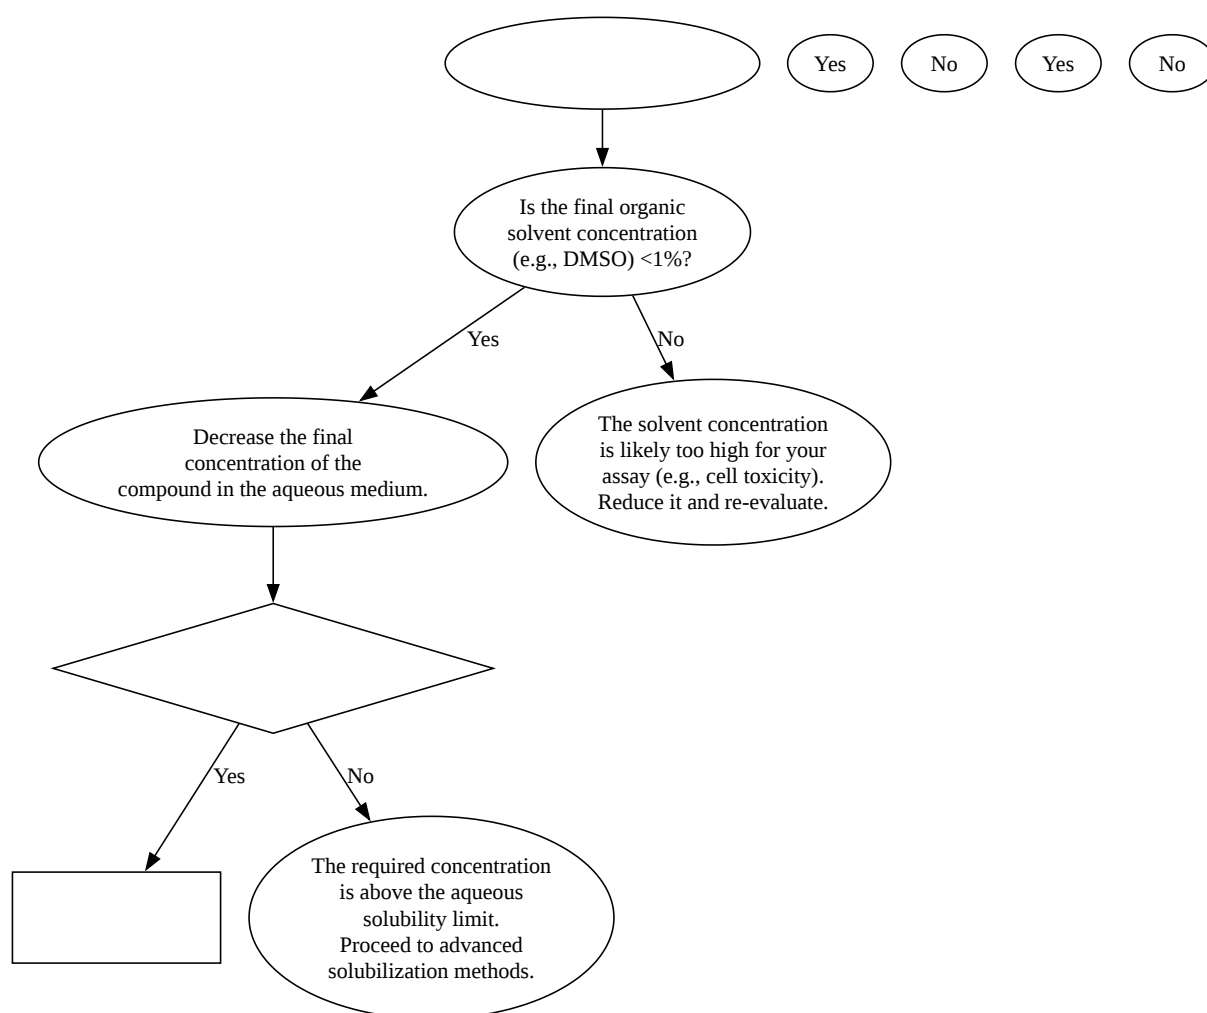 Yes
No
Yes
No
Is the final organic
solvent concentration
(e.g., DMSO) <1%?
Yes
No
Decrease the final
concentration of the
compound in the aqueous medium.
The solvent concentration
is likely too high for your
assay (e.g., cell toxicity).
Reduce it and re-evaluate.
Yes
No
The required concentration
is above the aqueous
solubility limit.
Proceed to advanced
solubilization methods.